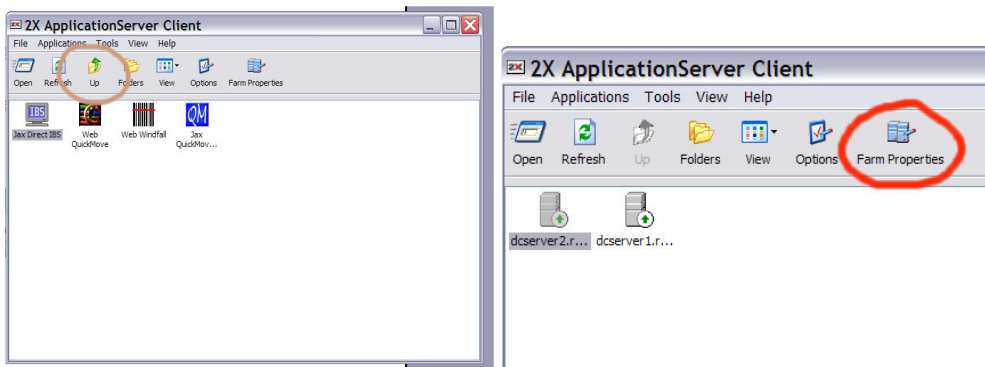 2X ApplicationServer Client
File Applications Tools View Help
Open Refresh Up Folders View Options Farm Properties
IBS QM
Jax Direct IBS Web QuickMove Web Windfall Jax QuickMov...
2X 2X ApplicationServer Client
File Applications Tools View Help
Open Refresh Up Folders View Options Farm Properties
dcserver2.r... dcserver1.r...